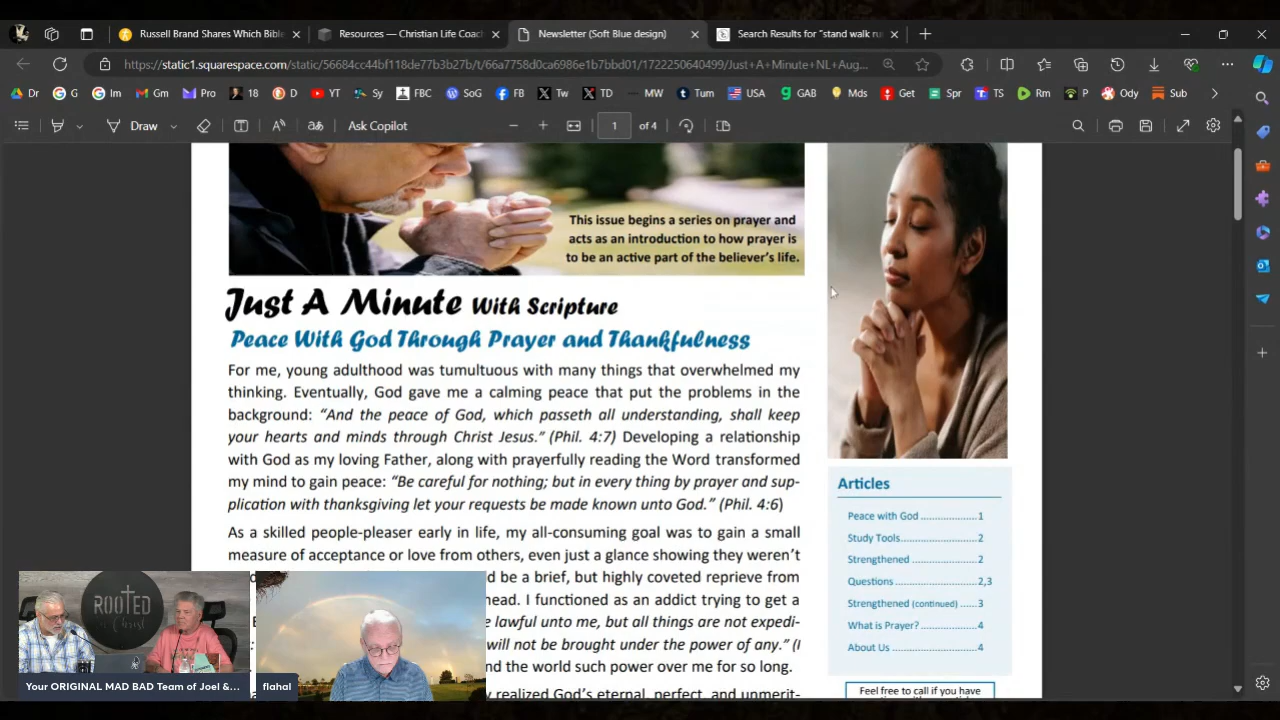 Russell Brand Shares Which Bible
Resources — Christian Life Coac
Newsletter (Soft Blue design)
Search Results for "stand walk ru
https://static1.squarespace.com/static/56684cc44bf118de77b3b27b/t/66a7758d0ca6986e1b7bbd01/1722250640499/Just+A+Minute+NL+Aug...
Dr G Im Gm Pro 18 D YT Sy FBC SoG FB Tw TD MW Tum USA GAB Mds Get Spr TS Rm P Ody Sub
Draw Ask Copilot 1 of 4
This issue begins a series on prayer and
acts as an introduction to how prayer is
to be an active part of the believer's life.
Just A Minute With Scripture
Peace With God Through Prayer and Thankfulness
For me, young adulthood was tumultuous with many things that overwhelmed my
thinking. Eventually, God gave me a calming peace that put the problems in the
background: "And the peace of God, which passeth all understanding, shall keep
your hearts and minds through Christ Jesus." (Phil. 4:7) Developing a relationship
with God as my loving Father, along with prayerfully reading the Word transformed
my mind to gain peace: "Be careful for nothing; but in every thing by prayer and sup-
plication with thanksgiving let your requests be made known unto God." (Phil. 4:6)
As a skilled people-pleaser early in life, my all-consuming goal was to gain a small
measure of acceptance or love from others, even just a glance showing they weren't
d be a brief, but highly coveted reprieve from
head. I functioned as an addict trying to get a
e lawful unto me, but all things are not expedi-
will not be brought under the power of any." (I
nd the world such power over me for so long.
realized God's eternal, perfect, and unmerit-
Articles
Peace with God ....................1
Study Tools..........................2
Strengthened .......................2
Questions ............................2,3
Strengthened (continued) ......3
What is Prayer? ...................4
About Us .............................4
Feel free to call if you have
ROOTED
in Christ
Your ORIGINAL MAD BAD Team of Joel &...
flahal